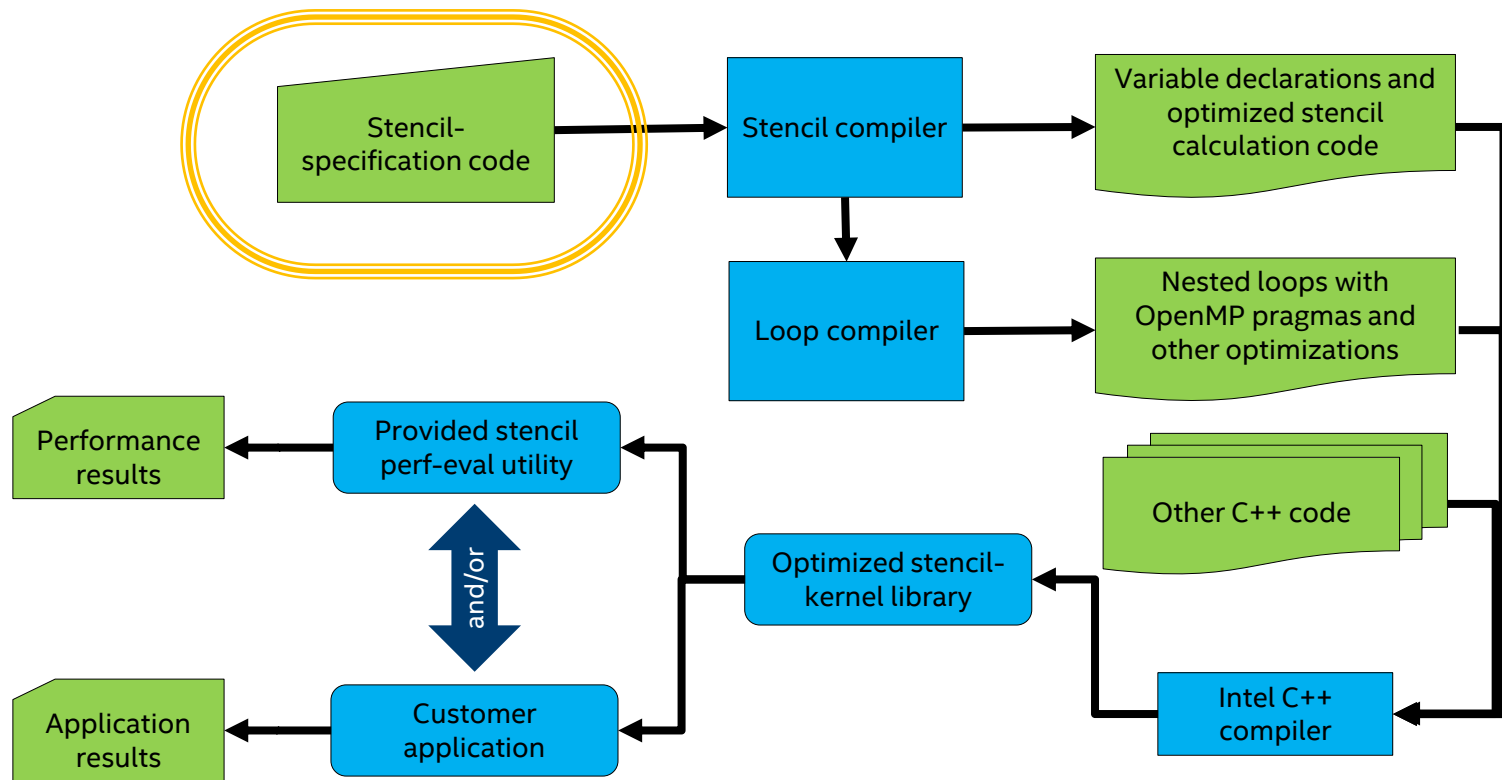 Stencil-
specification code
Stencil compiler
Variable declarations and
optimized stencil
calculation code
Loop compiler
Nested loops with
OpenMP pragmas and
other optimizations
Performance
results
Provided stencil
perf-eval utility
Other C++ code
and/or
Optimized stencil-
kernel library
Application
results
Customer
application
Intel C++
compiler